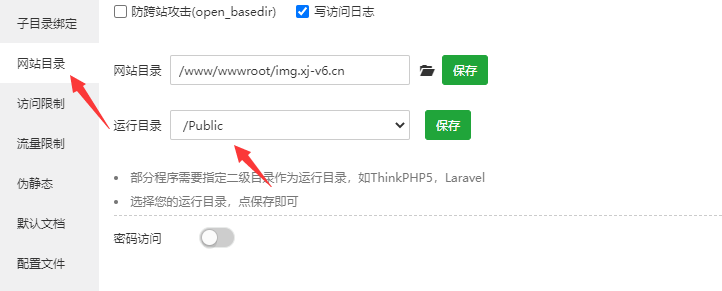 子目录绑定
防跨站攻击(open_basedir)
写访问日志
网站目录
网站目录
/www/wwwroot/img.xj-v6.cn
保存
访问限制
运行目录
/Public
保存
流量限制
部分程序需要指定二级目录作为运行目录，如ThinkPHP5，Laravel
伪静态
选择您的运行目录，点保存即可
默认文档
密码访问
配置文件